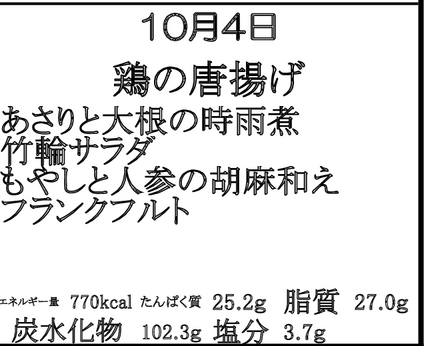 10月4日
鶏の唐揚げ
あさりと大根の時雨煮
竹輪サラダ
もやしと人参の胡麻和え
フランクフルト
エネルギー量 770kcal たんぱく質 25.2g 脂質 27.0g
炭水化物 102.3g 塩分 3.7g